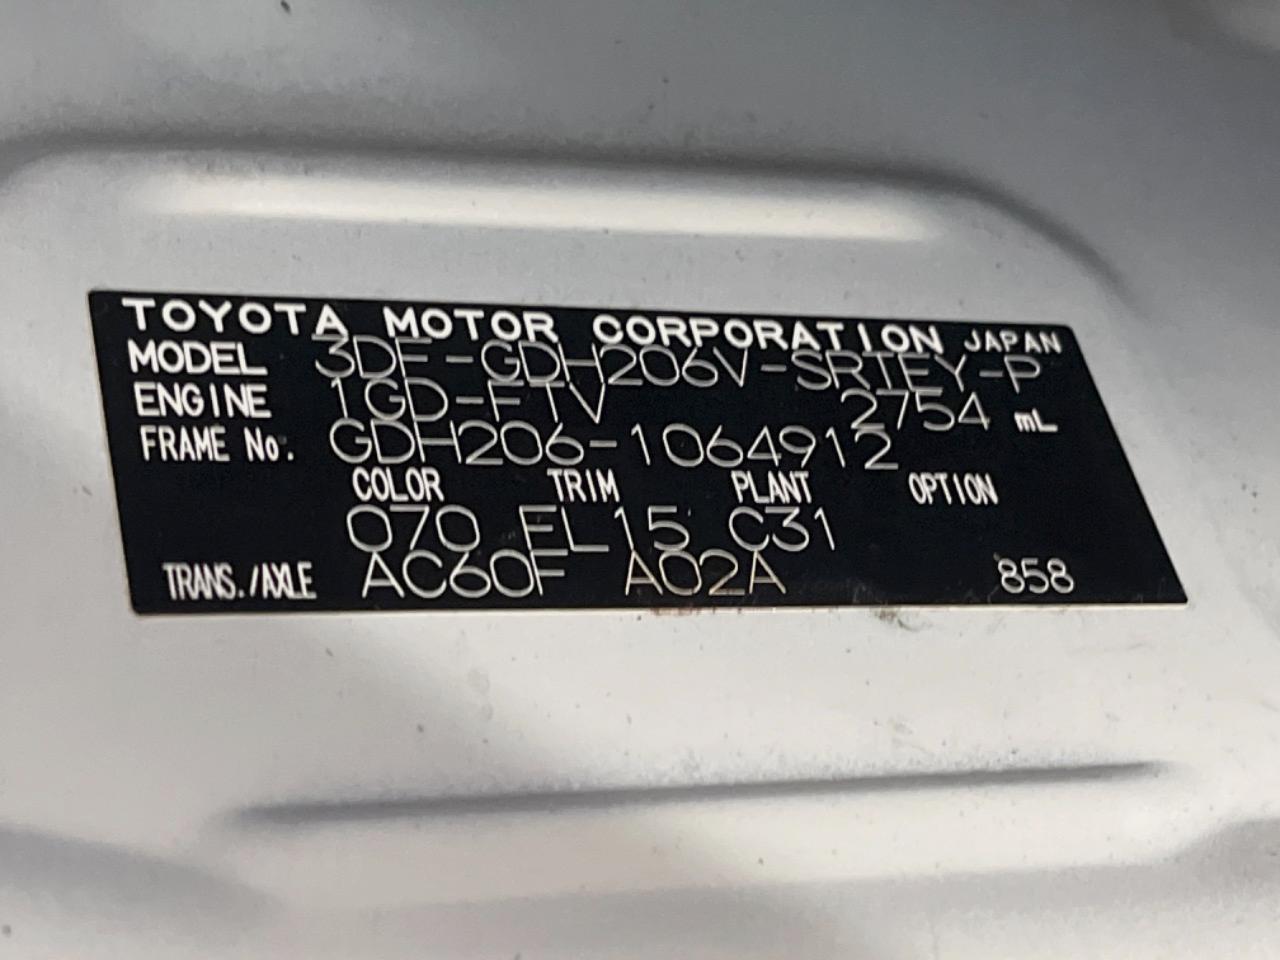 TOYOTA MOTOR CORPORATION JAPAN
MODEL 3DF-GDH206V-SRTEY-P
ENGINE 1GD-FTV 2754 mL
FRAME No. GDH206-1064912
COLOR TRIM PLANT OPTION
070 FL15 C31
TRANS./AXLE AC60F A02A 858